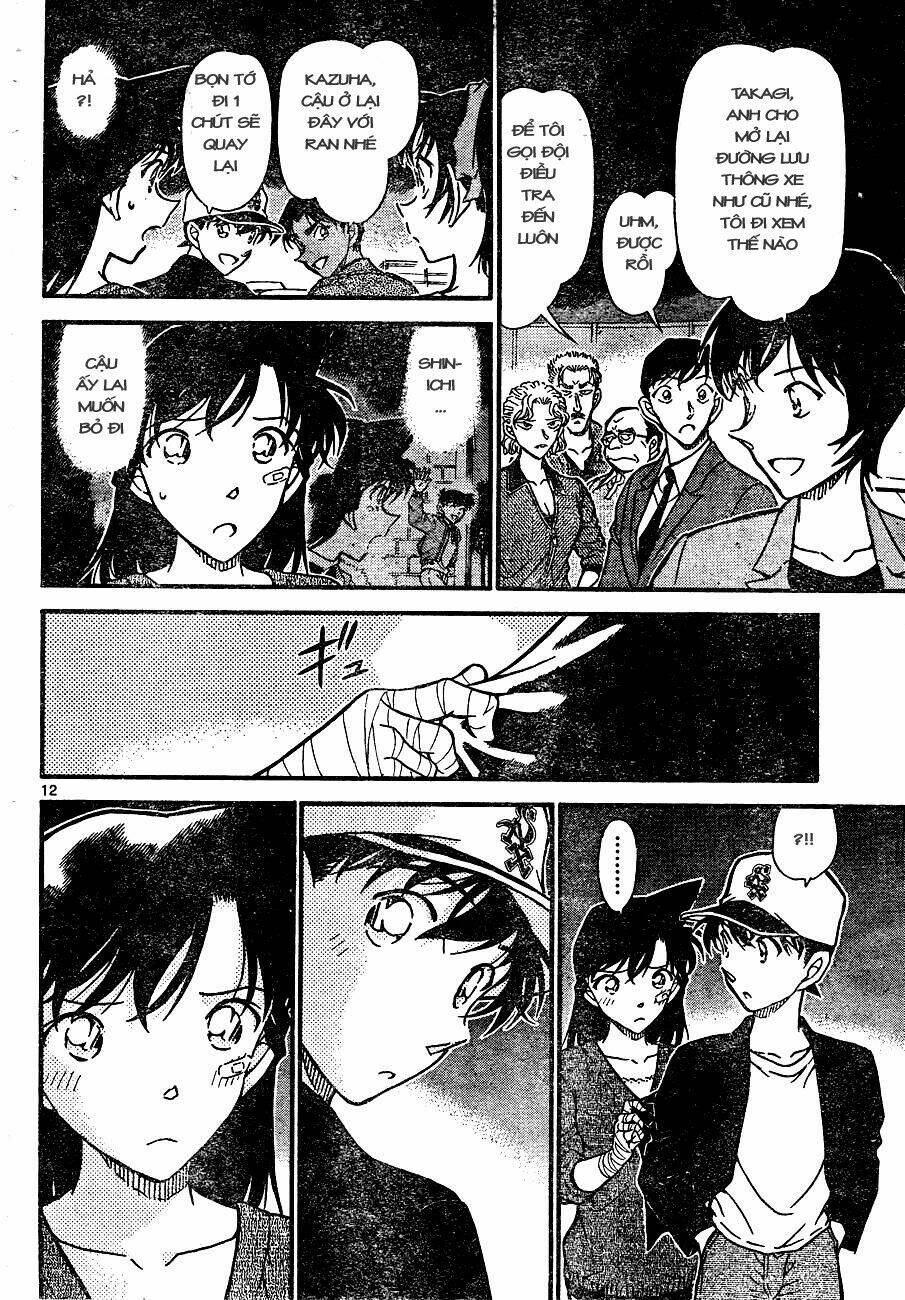 TAKAGI,
ANH CHO
MỞ LẠI
ĐƯỜNG LƯU
THÔNG XE
NHƯ CŨ NHÉ,
TÔI ĐI XEM
THẾ NÀO
UHM,
ĐƯỢC
RỒI
ĐỂ TÔI
GỌI ĐỘI
ĐIỀU
TRA
ĐẾN
LUÔN
KAZUHA,
CẬU Ở LẠI
ĐÂY VỚI
RAN NHÉ
BỌN TỚ
ĐI 1
CHÚT SẼ
QUAY
LẠI
HẢ
?!
SHIN-
ICHI
...
CẬU
ẤY LẠI
MUỐN
BỎ ĐI
ギュ
12
?!!
........